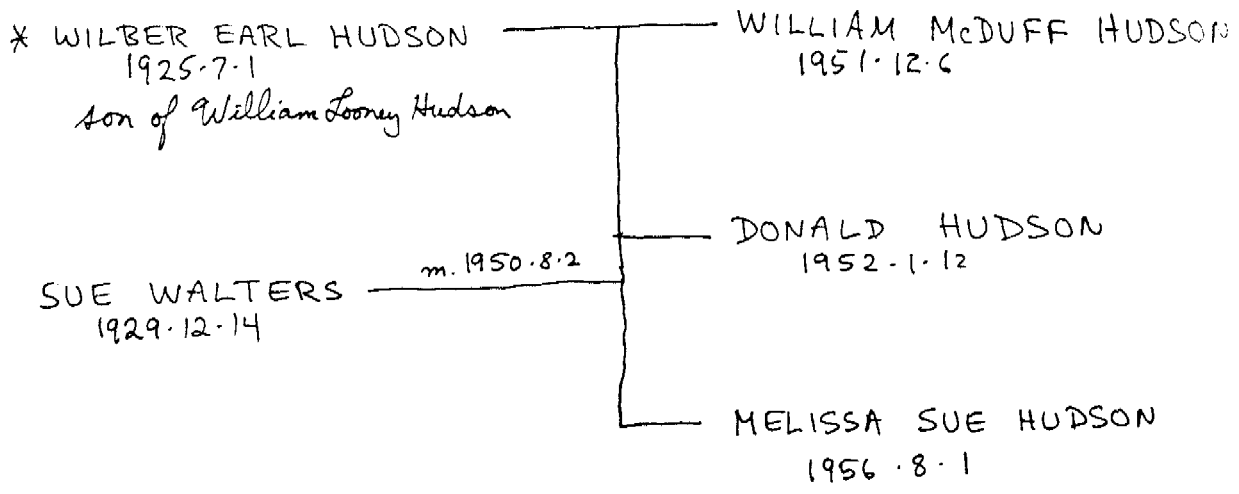 * WILBER EARL HUDSON
1925·7·1
son of William Looney Hudson
WILLIAM McDUFF HUDSON
1951·12·6
DONALD HUDSON
1952·1·12
m. 1950·8·2
SUE WALTERS
1929·12·14
MELISSA SUE HUDSON
1956·8·1